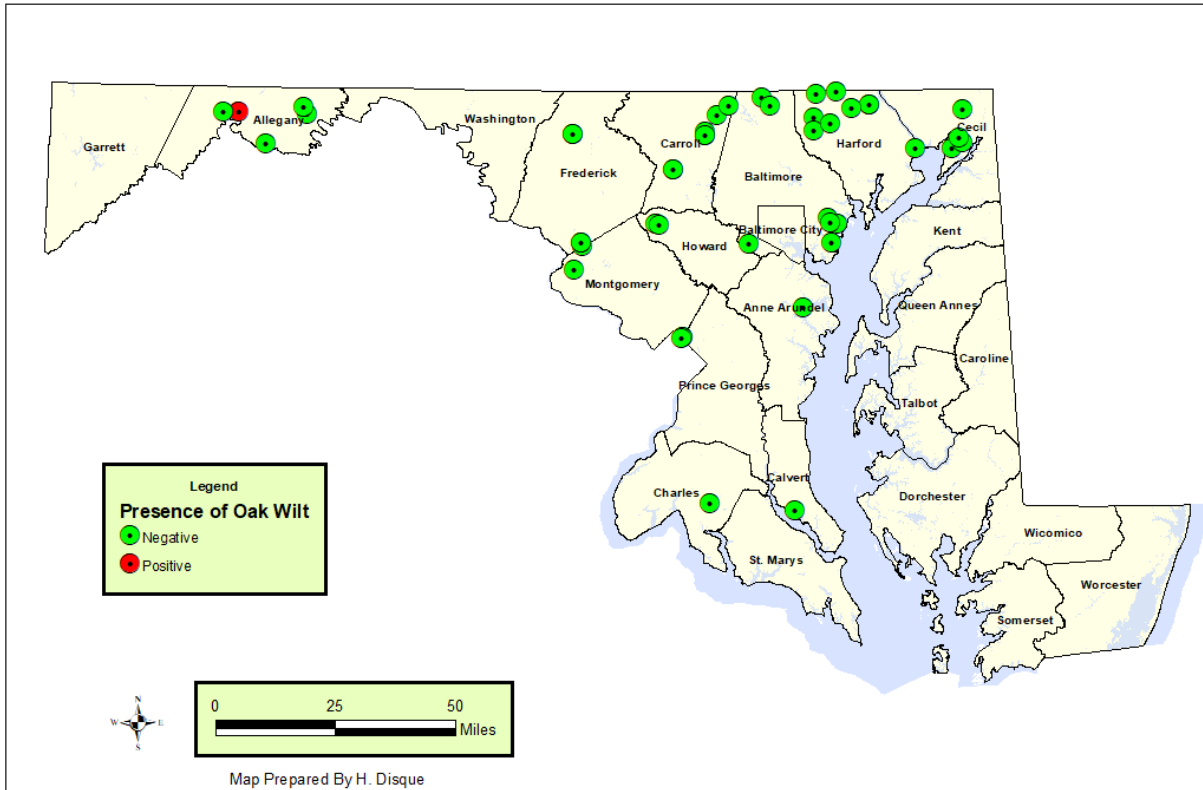 Garrett
Allegany
Washington
Frederick
Carroll
Baltimore
Harford
Cecil
Baltimore City
Howard
Montgomery
Kent
Anne Arundel
Queen Annes
Caroline
Prince Georges
Talbot
Calvert
Charles
Dorchester
St. Marys
Wicomico
Worcester
Somerset
Legend
Presence of Oak Wilt
Negative
Positive
N
W E
S
0 25 50
Miles
Map Prepared By H. Disque